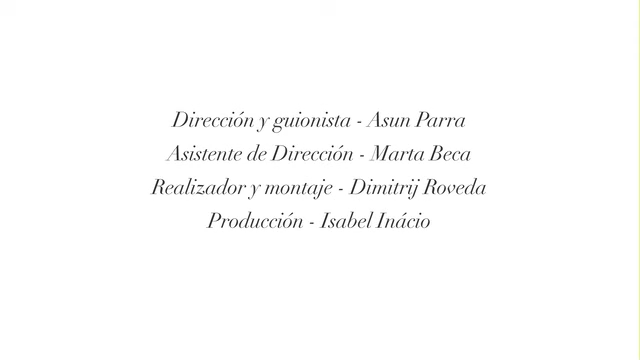 Dirección y guionista - Asun Parra
Asistente de Dirección - Marta Beca
Realizador y montaje - Dimitrij Roveda
Producción - Isabel Inácio